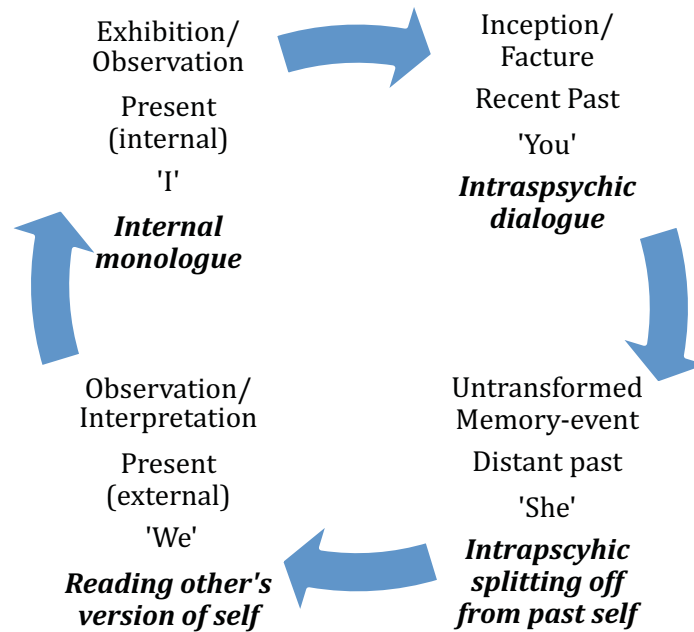 Exhibition/
Observation
Present
(internal)
'I'
Internal
monologue
Inception/
Facture
Recent Past
'You'
Intraspsychic
dialogue
Untransformed
Memory-event
Distant past
'She'
Intrapscyhic
splitting off
from past self
Observation/
Interpretation
Present
(external)
'We'
Reading other's
version of self